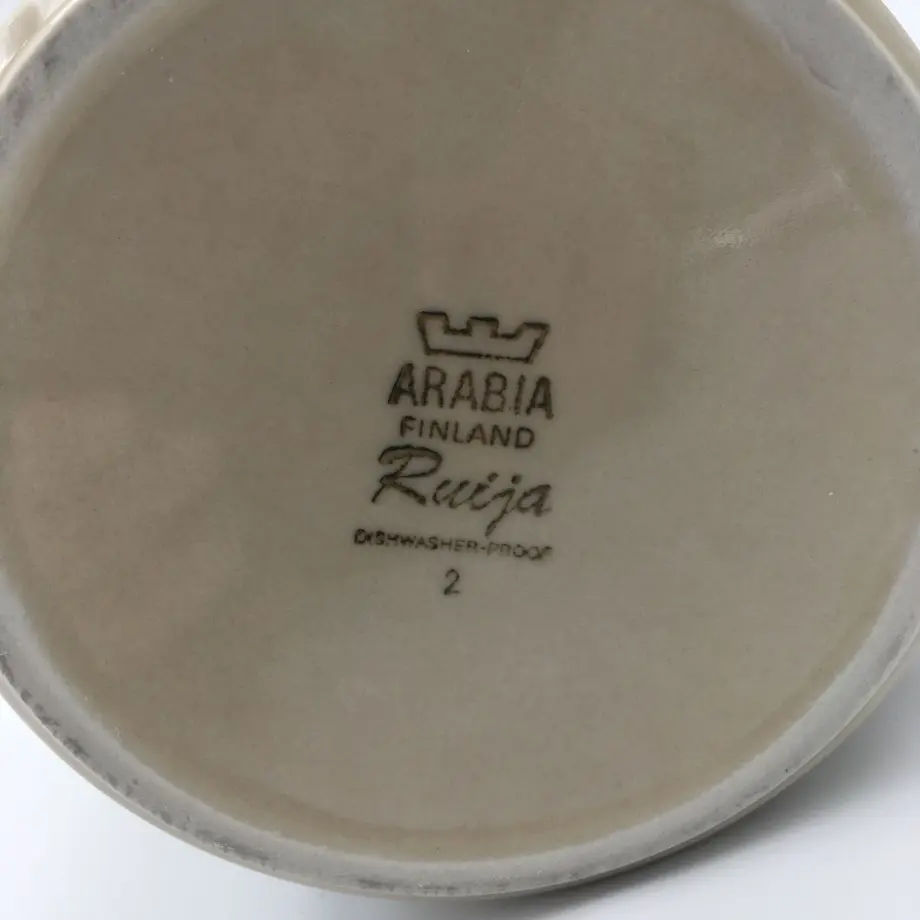 ARABIA
FINLAND
Ruija
DISHWASHER-PROOF
2